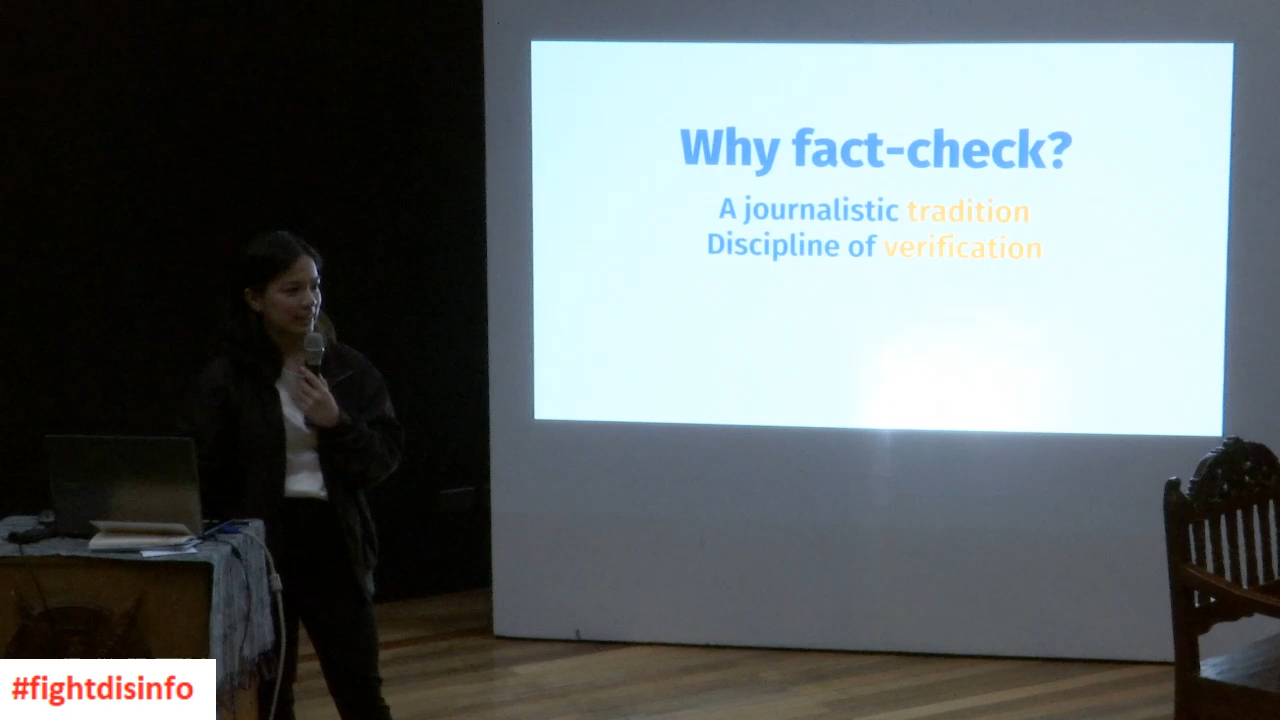 Why fact-check?
A journalistic tradition
Discipline of verification
#fightdisinfo